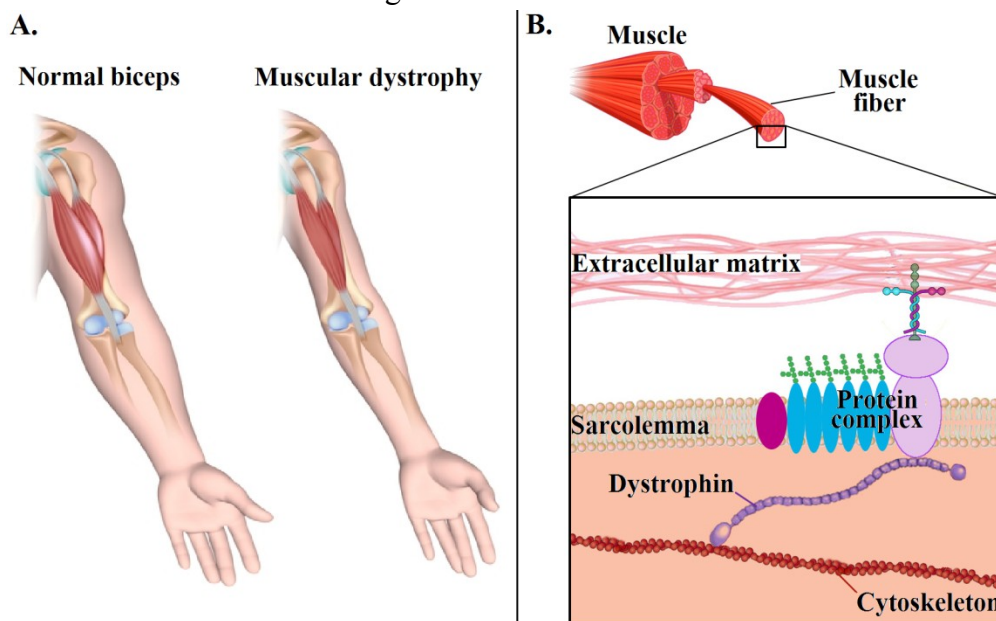 A.
Normal biceps
Muscular dystrophy
B.
Muscle
Muscle
fiber
Extracellular matrix
Protein
complex
Sarcolemma
Dystrophin
Cytoskeleton